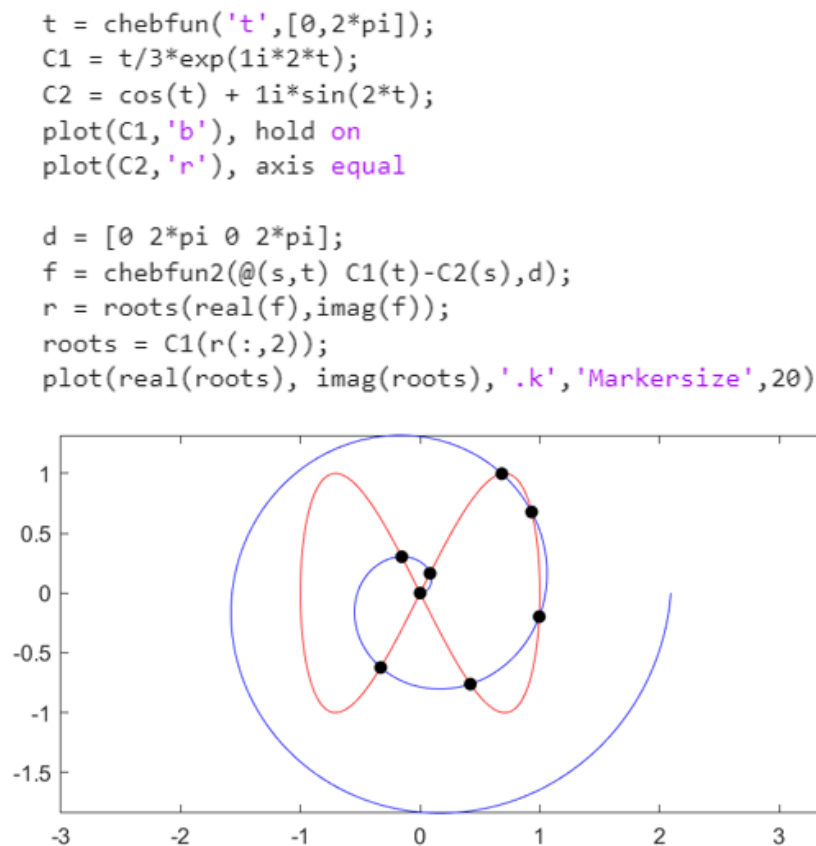 t = chebfun('t',[0,2*pi]);
C1 = t/3*exp(1i*2*t);
C2 = cos(t) + 1i*sin(2*t);
plot(C1,'b'), hold on
plot(C2,'r'), axis equal
d = [0 2*pi 0 2*pi];
f = chebfun2(@(s,t) C1(t)-C2(s),d);
r = roots(real(f),imag(f));
roots = C1(r(:,2));
plot(real(roots), imag(roots),'.k','Markersize',20)
1
0.5
0
-0.5
-1
-1.5
-3 -2 -1 0 1 2 3